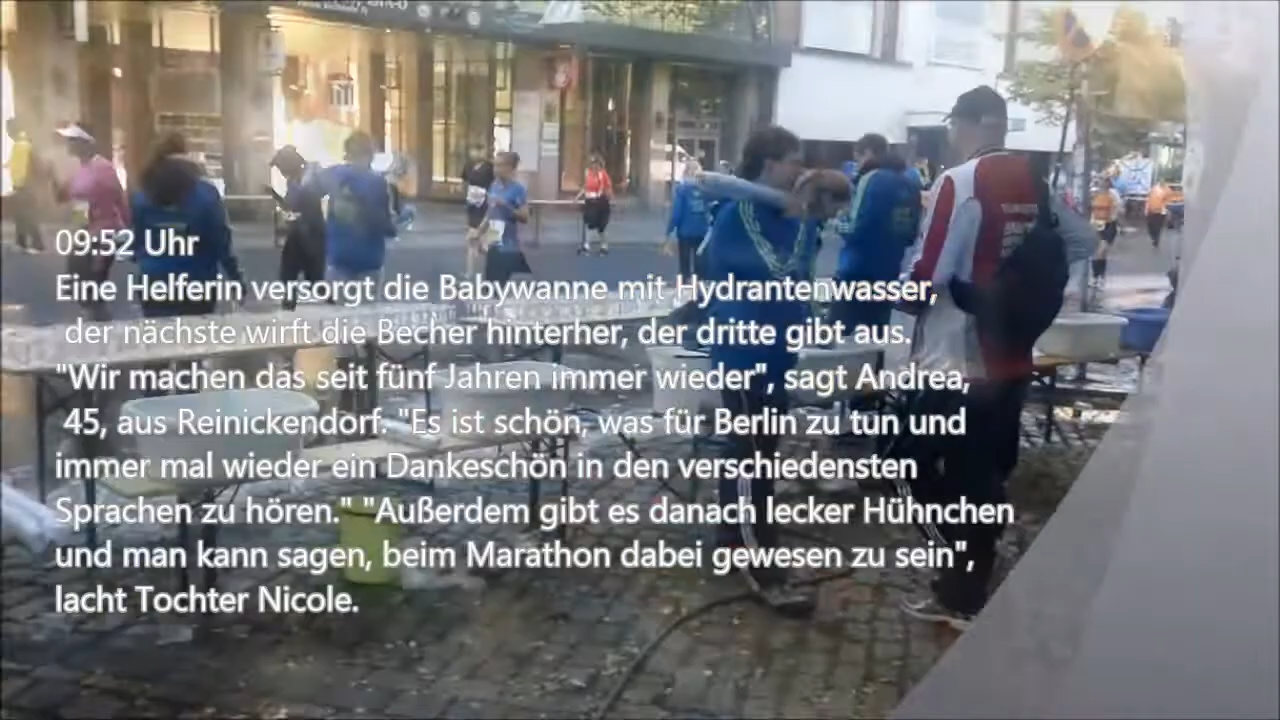 09:52 Uhr
Eine Helferin versorgt die Babywanne mit Hydrantenwasser,
der nächste wirft die Becher hinterher, der dritte gibt aus.
"Wir machen das seit fünf Jahren immer wieder", sagt Andrea,
45, aus Reinickendorf. "Es ist schön, was für Berlin zu tun und
immer mal wieder ein Dankeschön in den verschiedensten
Sprachen zu hören." "Außerdem gibt es danach lecker Hühnchen
und man kann sagen, beim Marathon dabei gewesen zu sein",
lacht Tochter Nicole.